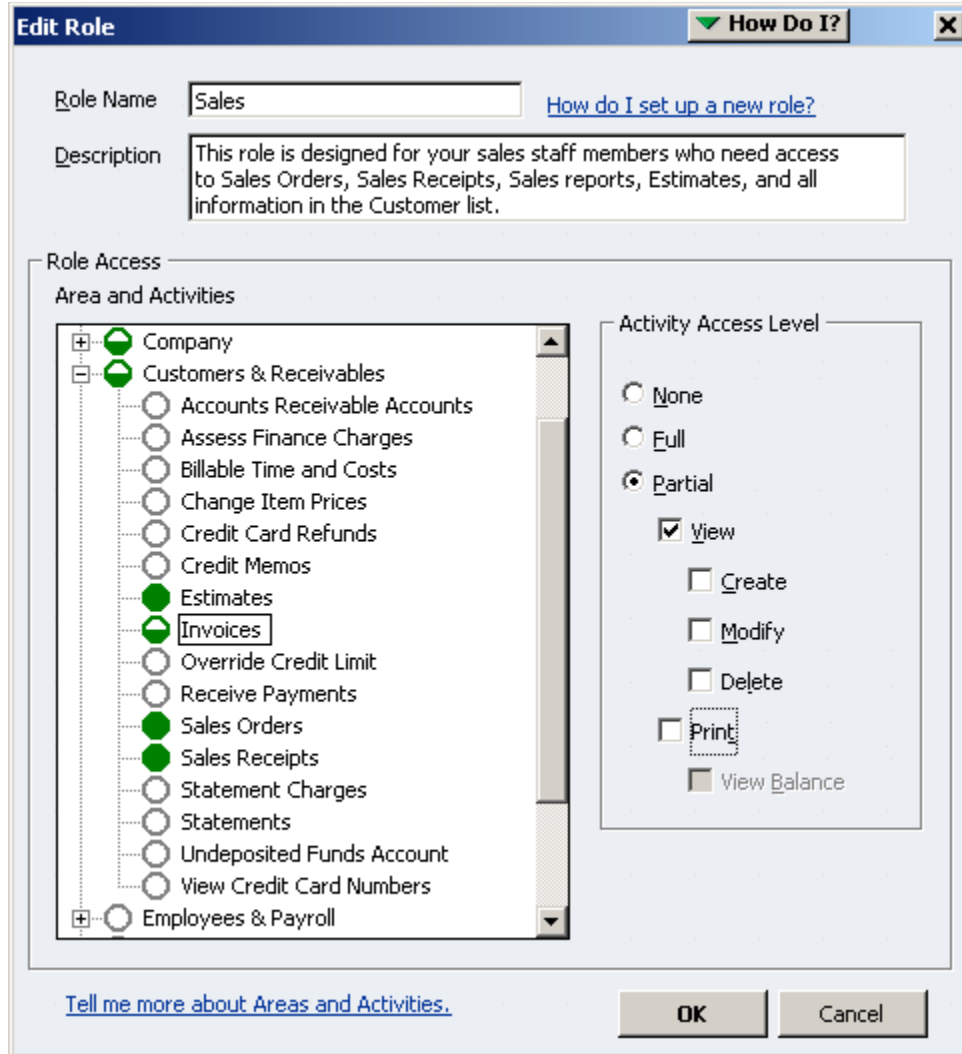 Edit Role
How Do I?
Role Name
Sales
How do I set up a new role?
Description
This role is designed for your sales staff members who need access
to Sales Orders, Sales Receipts, Sales reports, Estimates, and all
information in the Customer list.
Role Access
Area and Activities
Company
Customers & Receivables
Accounts Receivable Accounts
Assess Finance Charges
Billable Time and Costs
Change Item Prices
Credit Card Refunds
Credit Memos
Estimates
Invoices
Override Credit Limit
Receive Payments
Sales Orders
Sales Receipts
Statement Charges
Statements
Undeposited Funds Account
View Credit Card Numbers
Employees & Payroll
Activity Access Level
None
Full
Partial
View
Create
Modify
Delete
Print
View Balance
Tell me more about Areas and Activities.
OK
Cancel